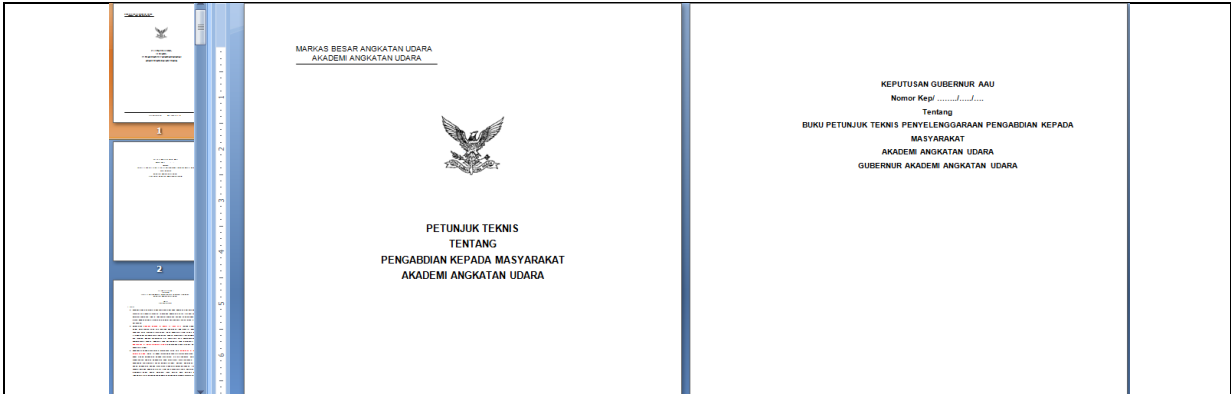 MARKAS BESAR ANGKATAN UDARA
AKADEMI ANGKATAN UDARA
PETUNJUK TEKNIS
TENTANG
PENGABDIAN KEPADA MASYARAKAT
AKADEMI ANGKATAN UDARA
KEPUTUSAN GUBERNUR AAU
Nomor Kep/ ......../...../....
Tentang
BUKU PETUNJUK TEKNIS PENYELENGGARAAN PENGABDIAN KEPADA
MASYARAKAT
AKADEMI ANGKATAN UDARA
GUBERNUR AKADEMI ANGKATAN UDARA
1
2